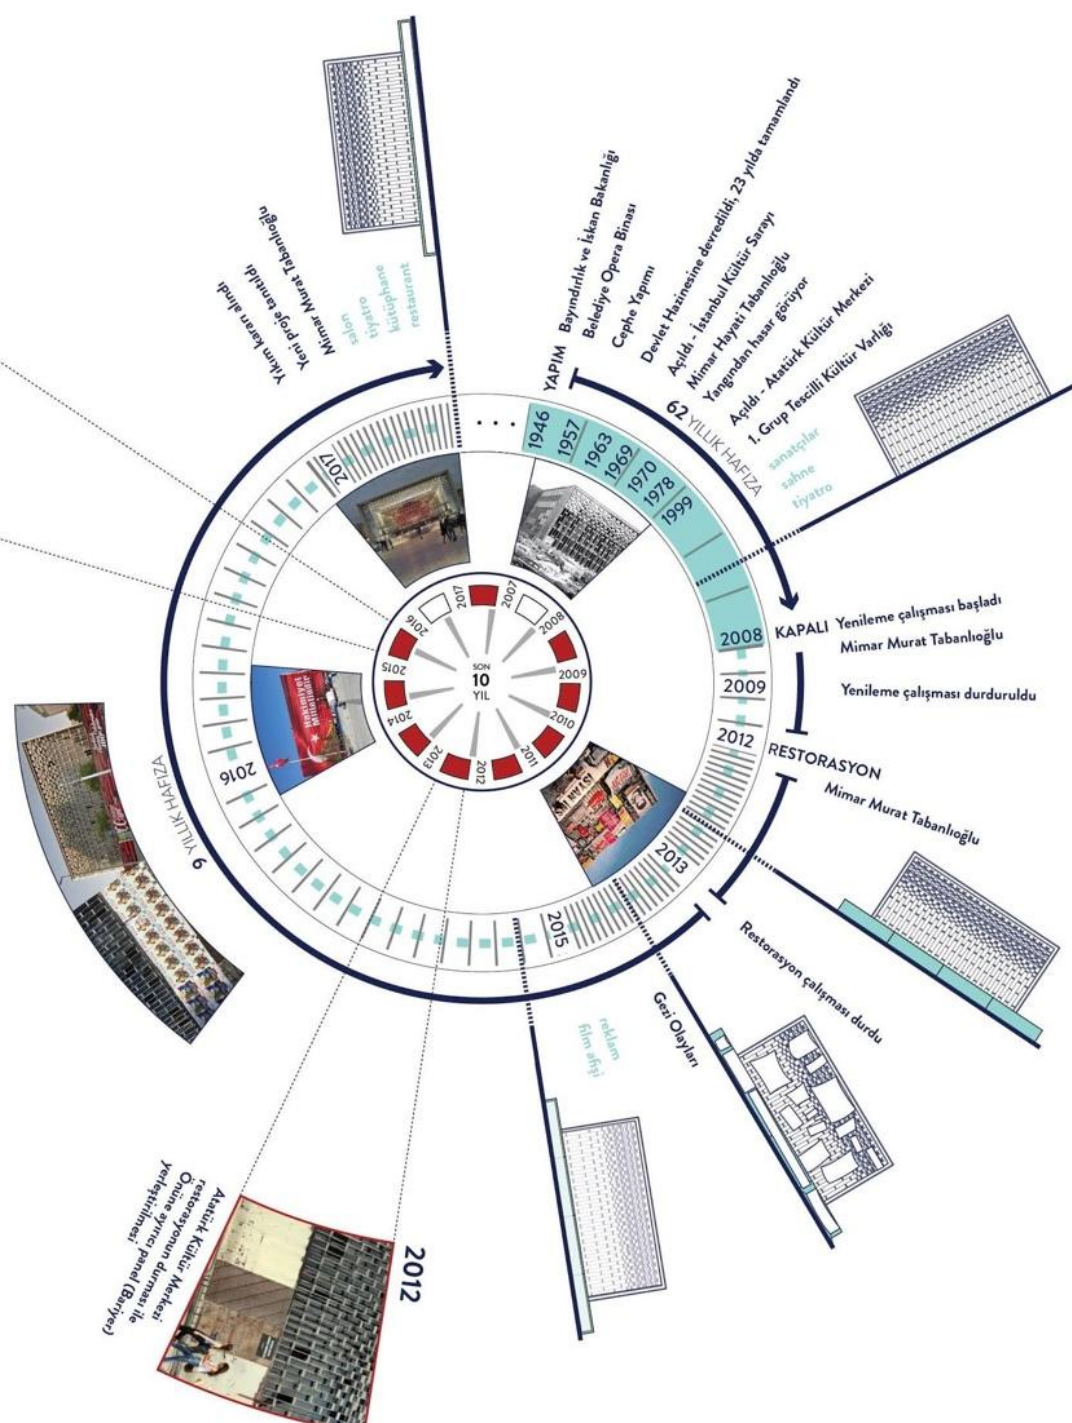 YAPIM
Bayındırlık ve İskan Bakanlığı
Belediye Opera Binası
Cephe Yapımı
Devlet Hazinesine devredildi, 23 yılda tamamlandı
Açıldı - İstanbul Kültür Sarayı
Mimar Hayati Tabanlıoğlu
Yangından hasar görüyor
Açıldı - Atatürk Kültür Merkezi
1. Grup Tescilli Kültür Varlığı
sanatçılar
sahne
tiyatro
62 YILLIK HAFIZA
1946
1957
1963
1969
1970
1978
1999
2008
KAPALI
Yenileme çalışması başladı
Mimar Murat Tabanlıoğlu
2009
Yenileme çalışması durduruldu
2012
RESTORASYON
Mimar Murat Tabanlıoğlu
2013
Restorasyon çalışması durdu
Gezi Olayları
2015
reklam
film afişi
2016
9 YILLIK HAFIZA
2017
Yıkım kararı alındı
Yeni proje tanıtıldı
Mimar Murat Tabanlıoğlu
salon
tiyatro
kütüphane
restaurant
SON
10
YIL
2007
2008
2009
2010
2011
2012
2013
2014
2015
2016
2017
Hakimiyet
Milletindir
2012
Atatürk Kültür Merkezi
restorasyonun durması ile
Önüne ayırıcı panel (Bariyer)
yerleştirilmesi